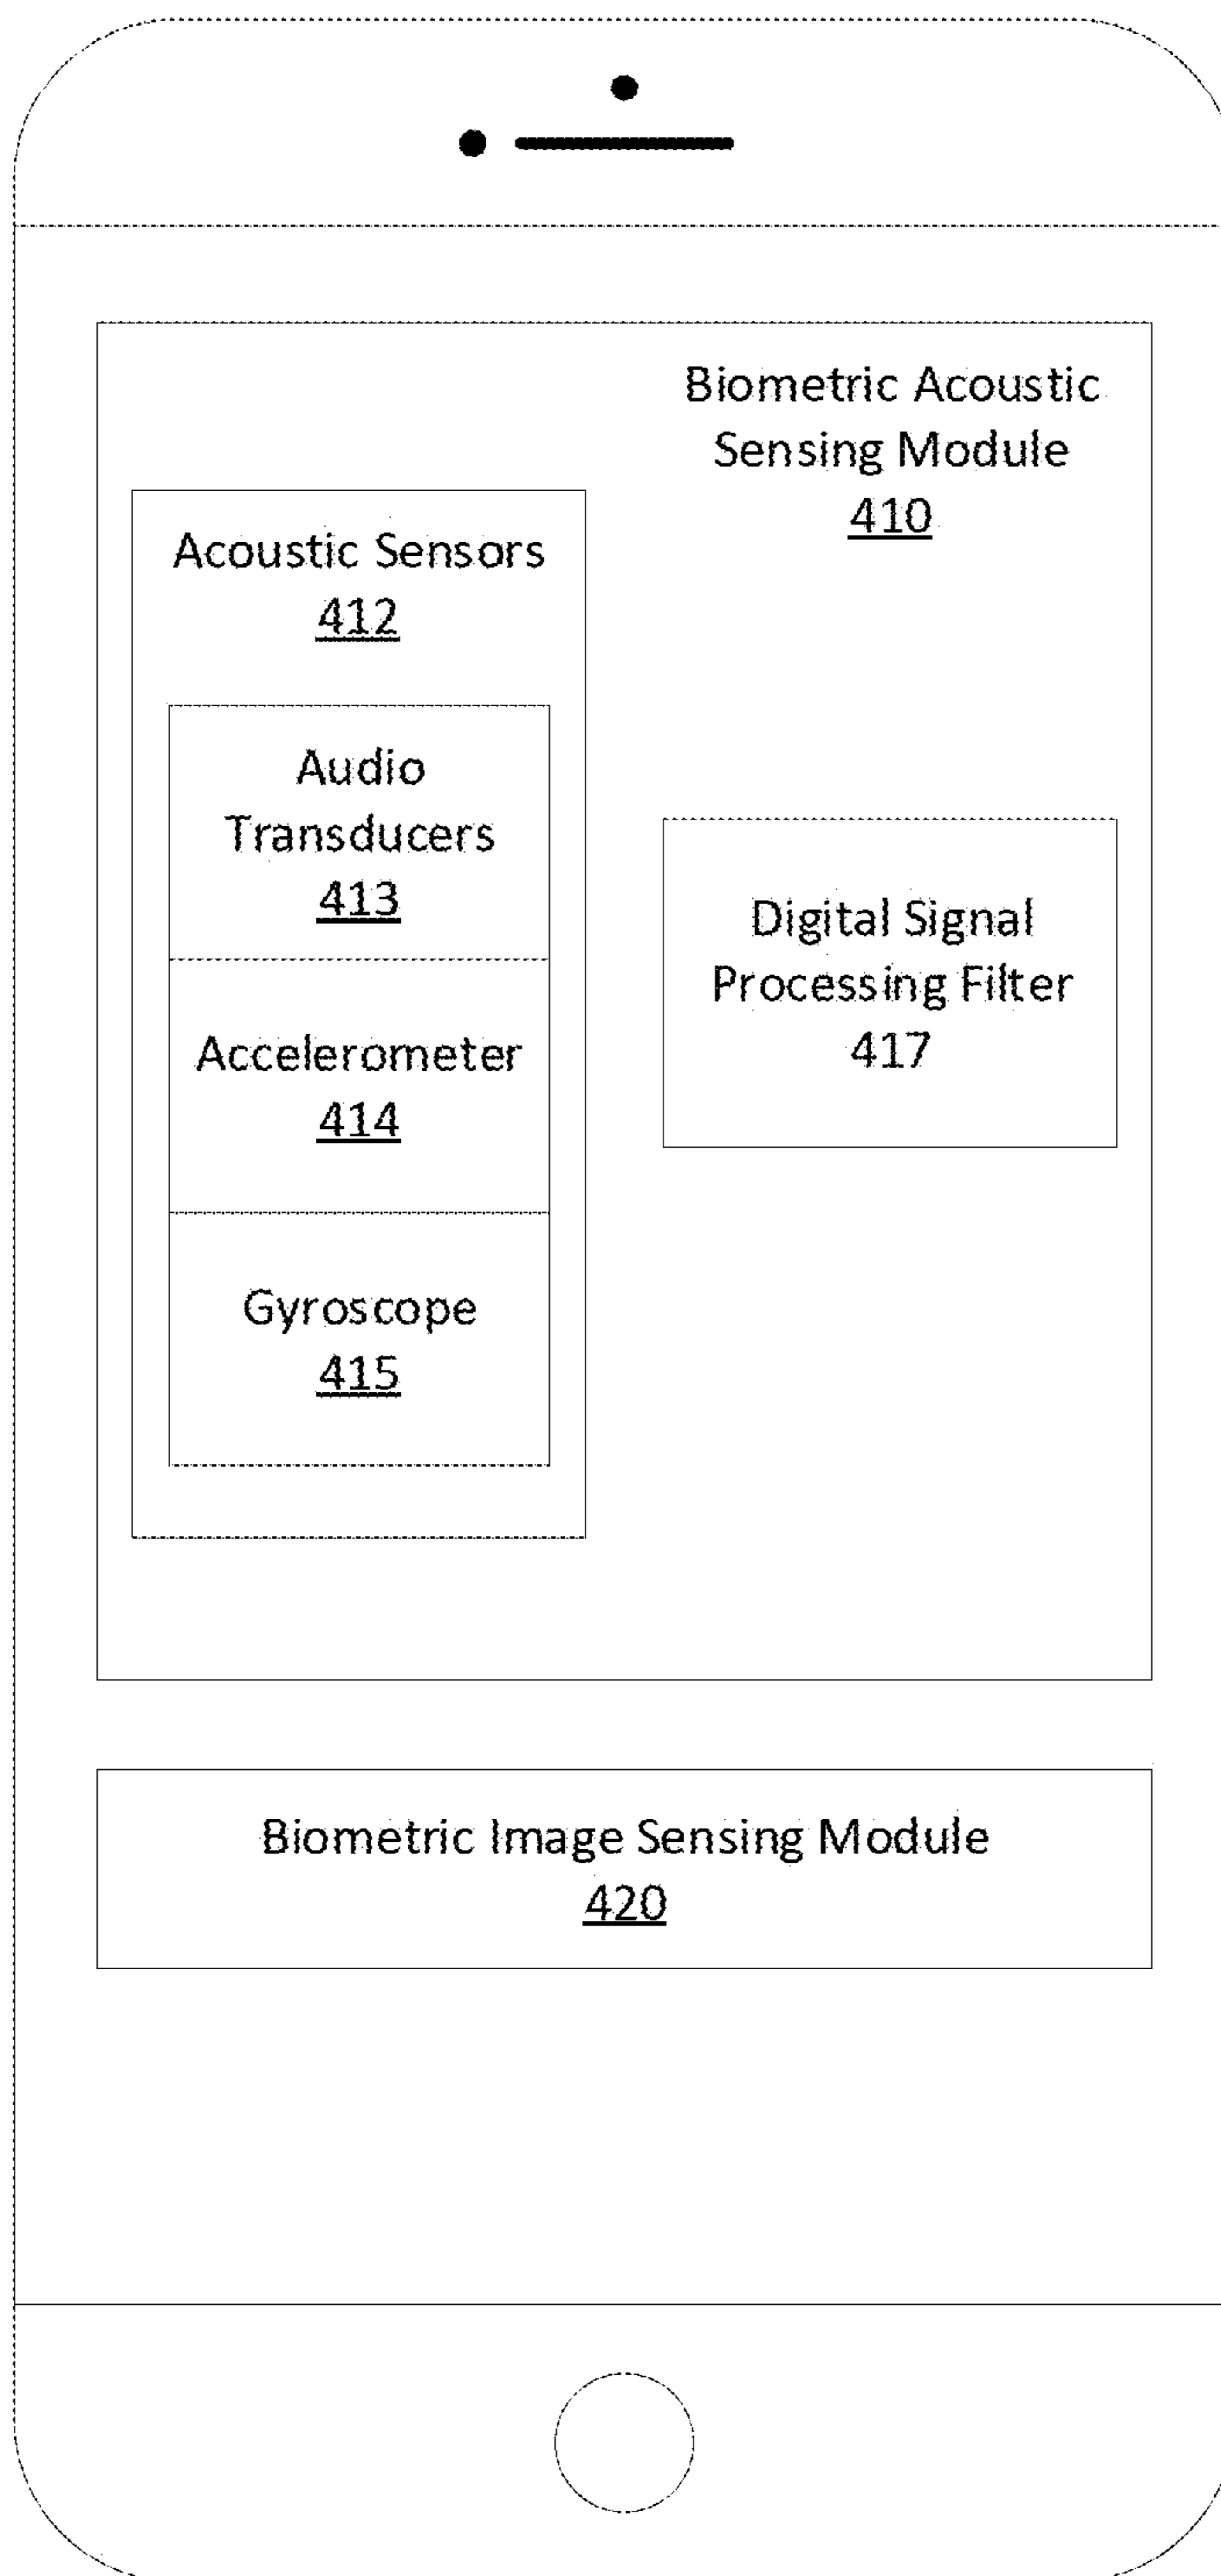 Biometric Acoustic
Sensing Module
410
Acoustic Sensors
412
Audio
Transducers
413
Accelerometer
414
Gyroscope
415
Digital Signal
Processing Filter
417
Biometric Image Sensing Module
420